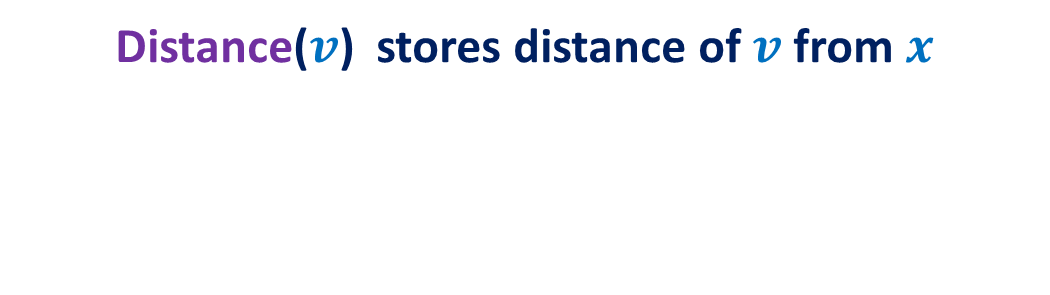 Distance(𝒗) stores distance of 𝒗 from 𝒙